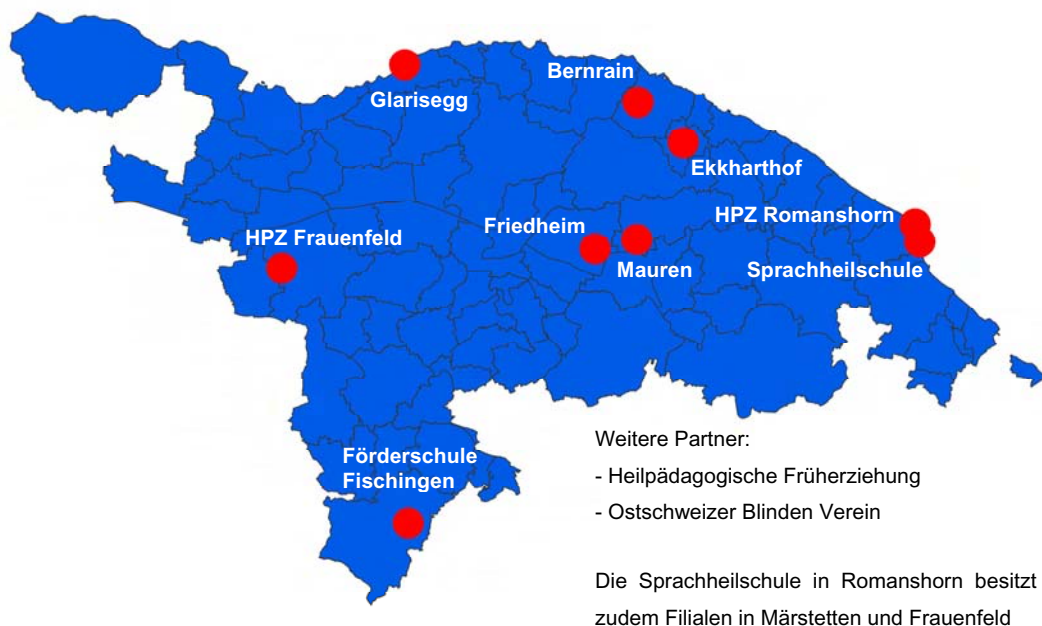 Bernrain
Glarisegg
Ekkharthof
HPZ Romanshorn
Friedheim
HPZ Frauenfeld
Mauren
Sprachheilschule
Förderschule
Fischingen
Weitere Partner:
- Heilpädagogische Früherziehung
- Ostschweizer Blinden Verein
Die Sprachheilschule in Romanshorn besitzt
zudem Filialen in Märstetten und Frauenfeld